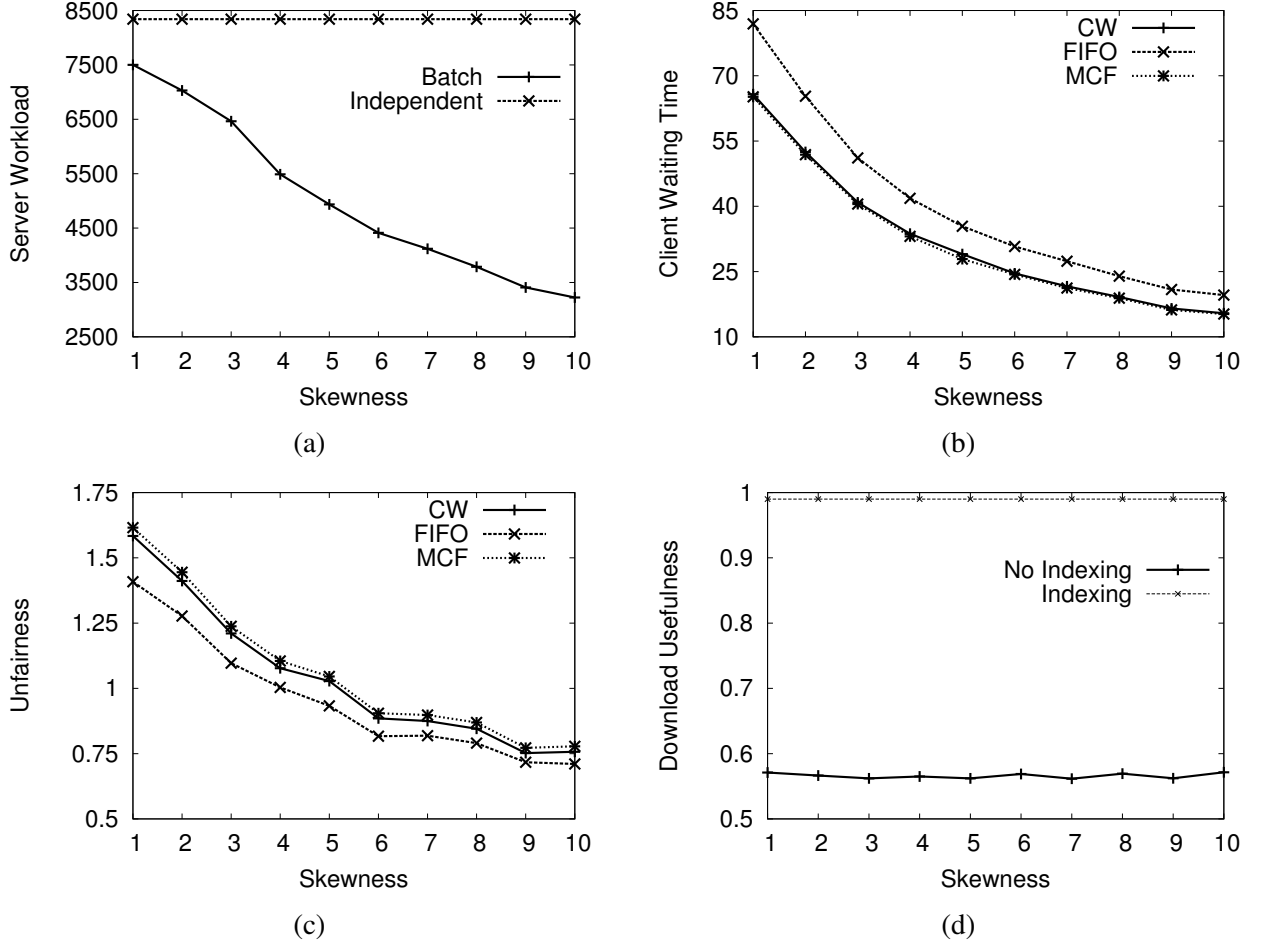 8500
7500
6500
5500
4500
3500
2500
Server Workload
Batch
Independent
1 2 3 4 5 6 7 8 9 10
Skewness
(a)
85
70
55
40
25
10
Client Waiting Time
CW
FIFO
MCF
1 2 3 4 5 6 7 8 9 10
Skewness
(b)
1.75
1.5
1.25
1
0.75
0.5
Unfairness
CW
FIFO
MCF
1 2 3 4 5 6 7 8 9 10
Skewness
(c)
1
0.9
0.8
0.7
0.6
0.5
Download Usefulness
No Indexing
Indexing
1 2 3 4 5 6 7 8 9 10
Skewness
(d)